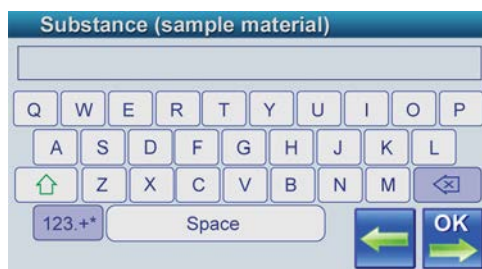 Substance (sample material)
Q W E R T Y U I O P
A S D F G H J K L
Z X C V B N M
123.+* Space OK